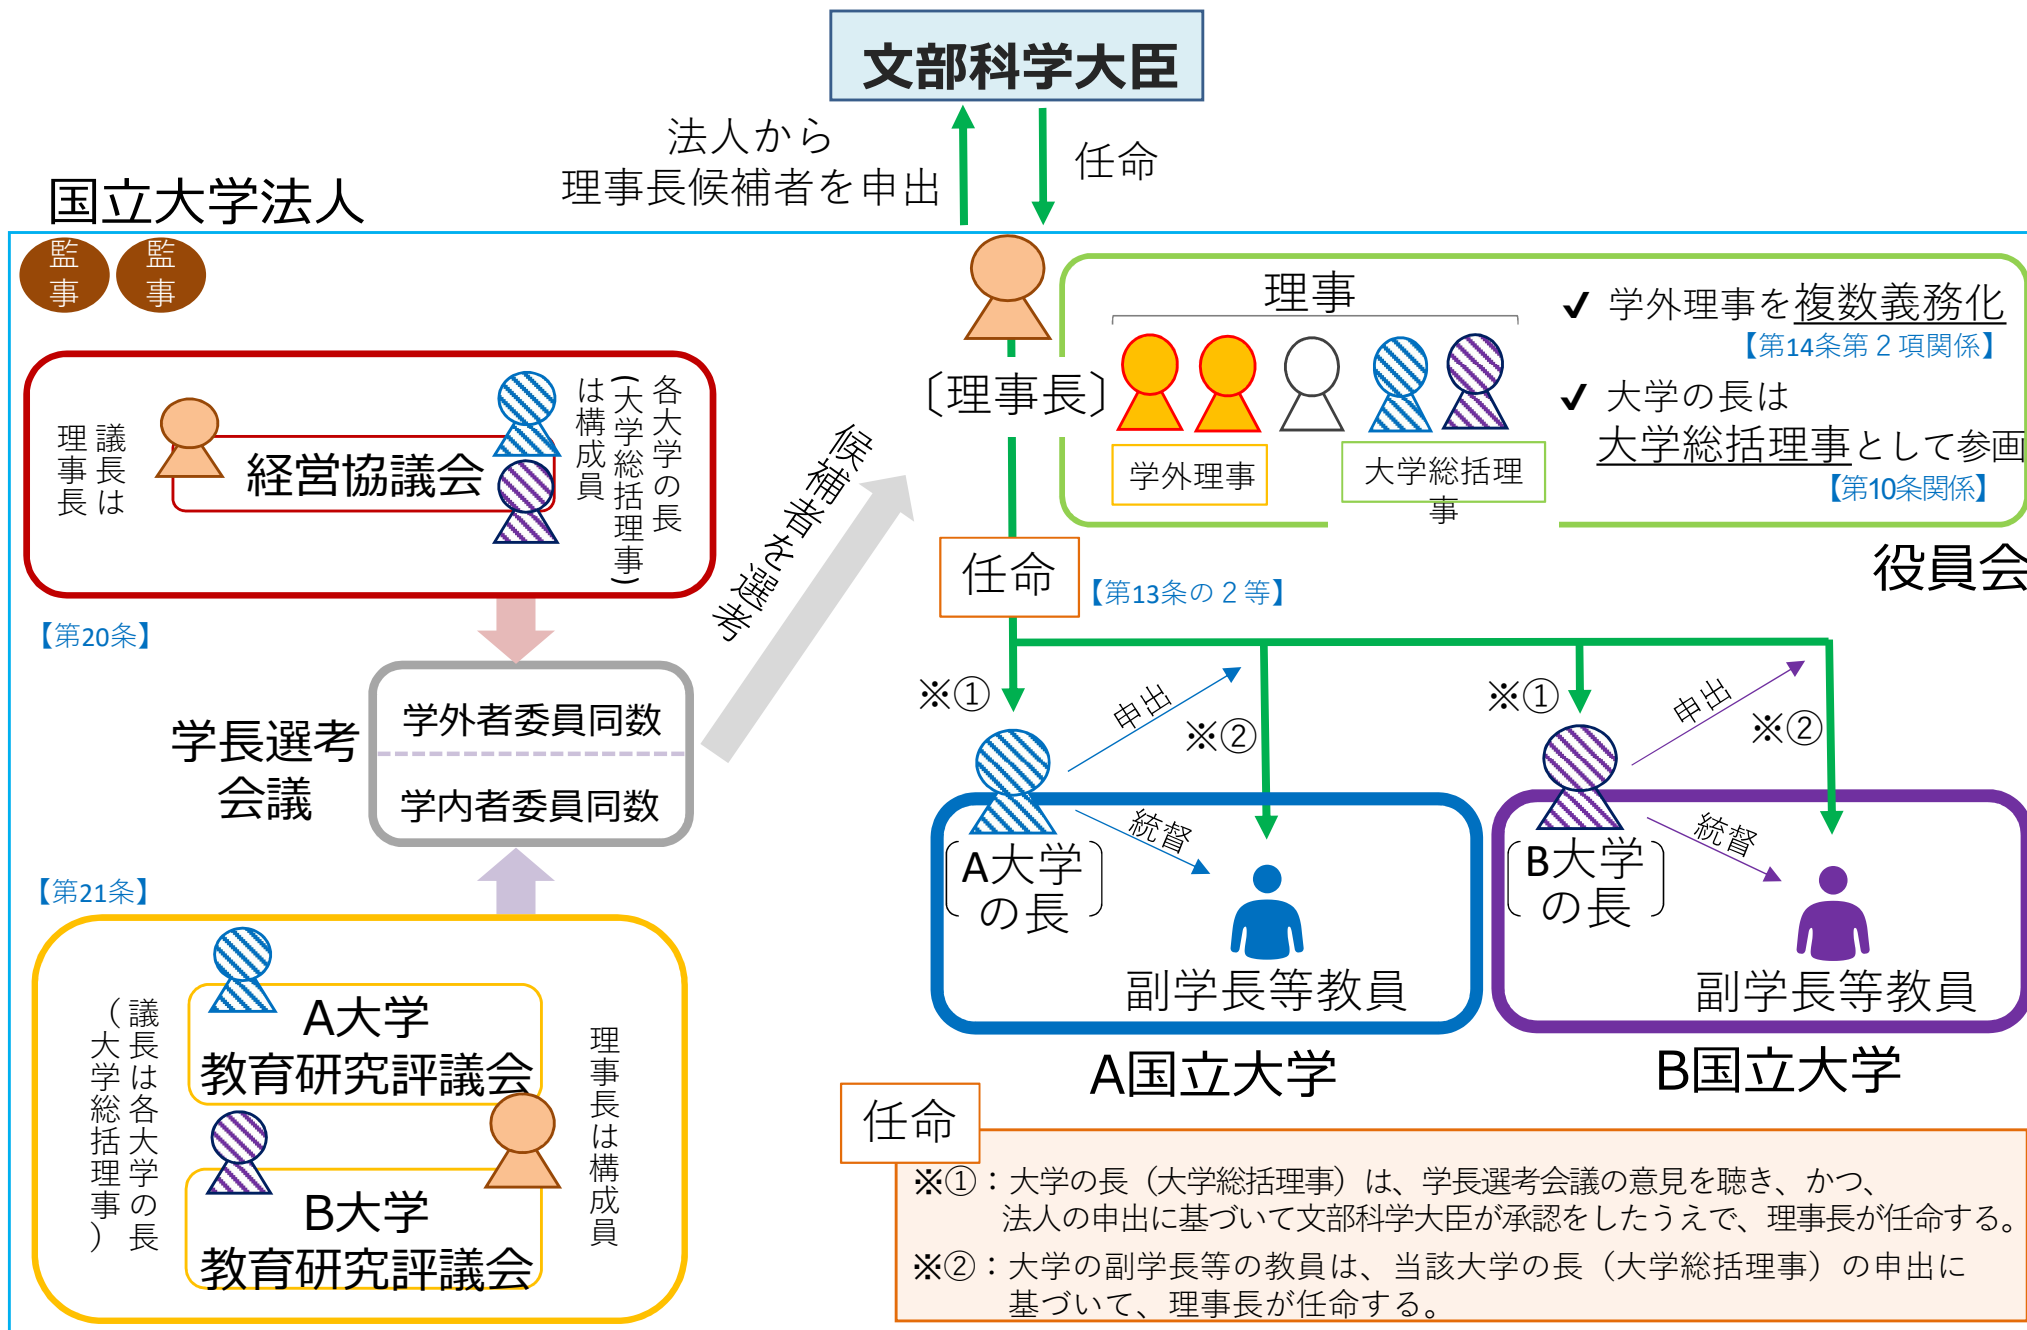 文部科学大臣
法人から
理事長候補者を申出
任命
国立大学法人
監事
監事
理事
✔ 学外理事を複数義務化
【第14条第２項関係】
✔ 大学の長は
大学総括理事として参画
【第10条関係】
〔理事長〕
学外理事
大学総括理
事
役員会
議長は
理事長
経営協議会
各大学の長
(大学総括理事)
は構成員
候補者を選考
任命
【第13条の２等】
【第20条】
学長選考
会議
学外者委員同数
学内者委員同数
【第21条】
議長は各大学の長
（大学総括理事）
A大学
教育研究評議会
B大学
教育研究評議会
理事長は構成員
※①
申出
※②
統督
A大学
の長
副学長等教員
A国立大学
※①
申出
※②
統督
B大学
の長
副学長等教員
B国立大学
任命
※①：大学の長（大学総括理事）は、学長選考会議の意見を聴き、かつ、
法人の申出に基づいて文部科学大臣が承認をしたうえで、理事長が任命する。
※②：大学の副学長等の教員は、当該大学の長（大学総括理事）の申出に
基づいて、理事長が任命する。